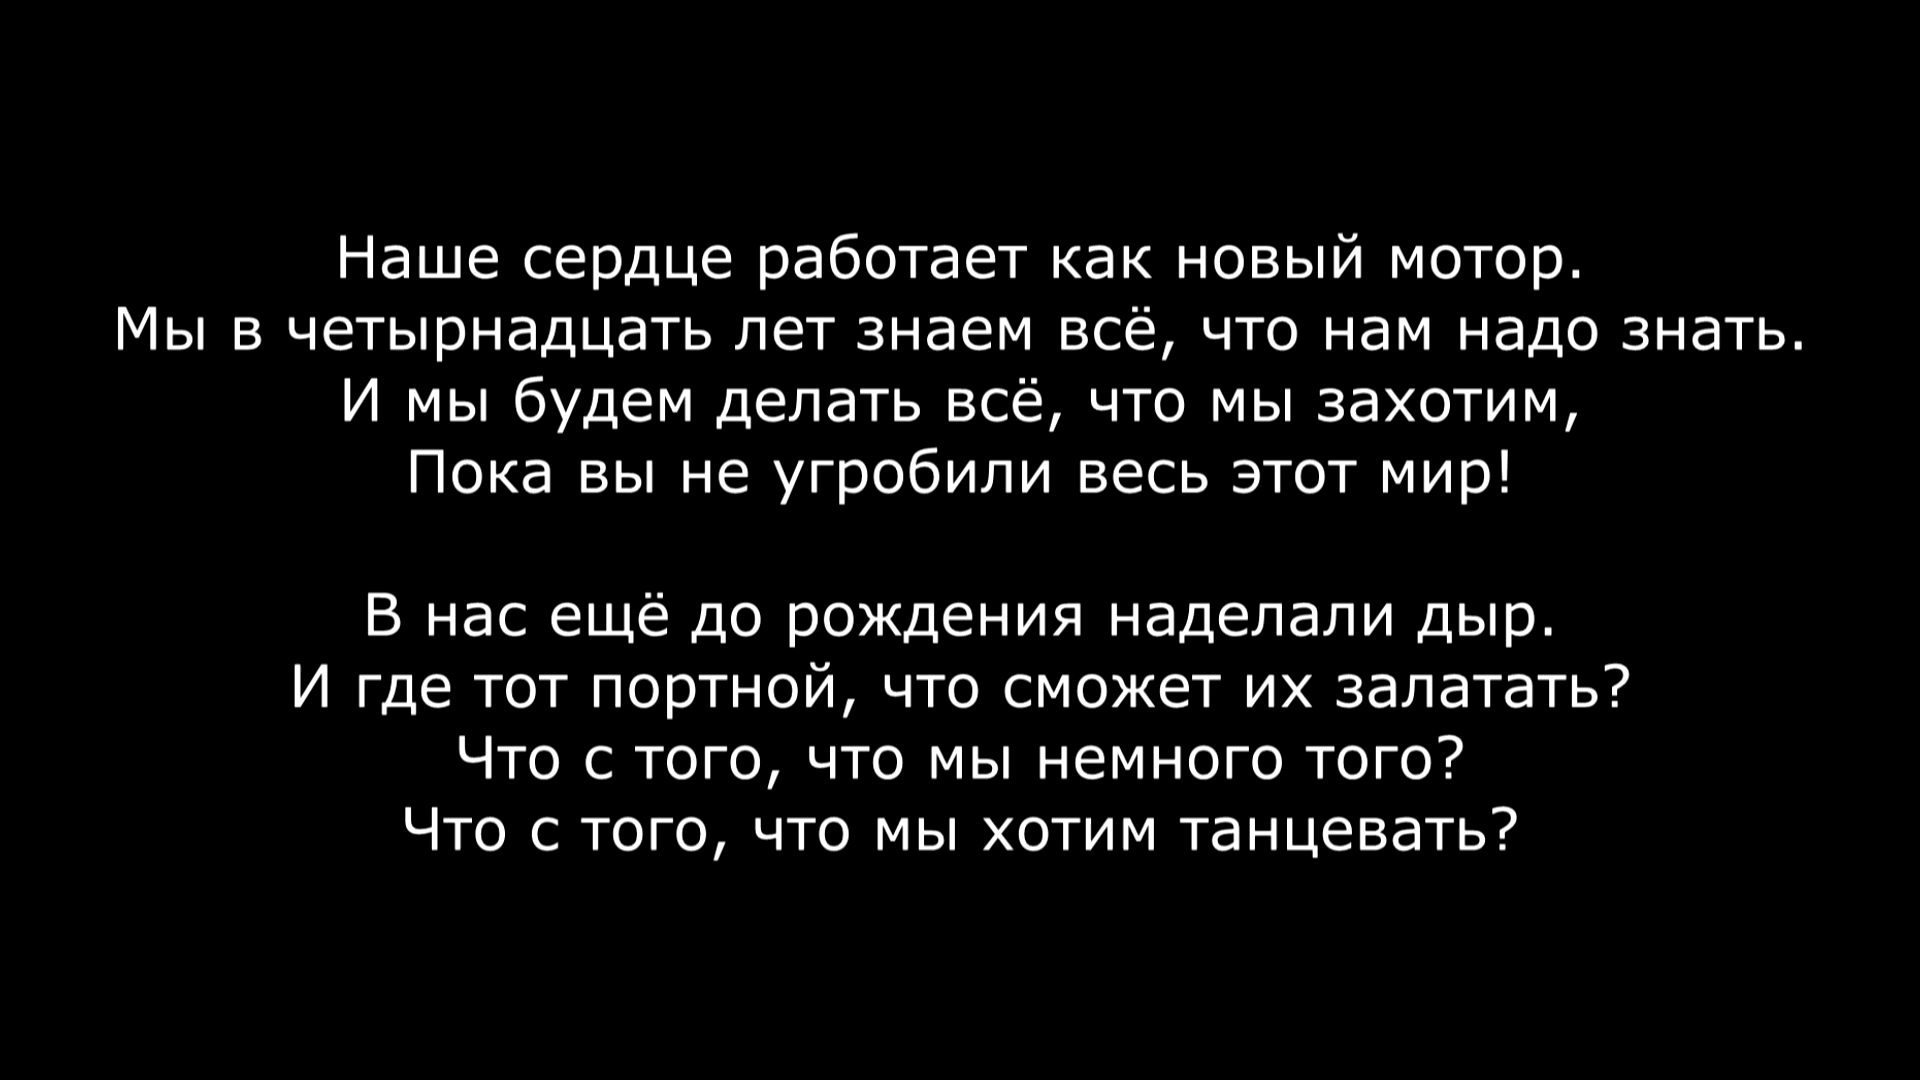 Наше сердце работает как новый мотор.
Мы в четырнадцать лет знаем всё, что нам надо знать.
И мы будем делать всё, что мы захотим,
Пока вы не угробили весь этот мир!
В нас ещё до рождения наделали дыр.
И где тот портной, что сможет их залатать?
Что с того, что мы немного того?
Что с того, что мы хотим танцевать?